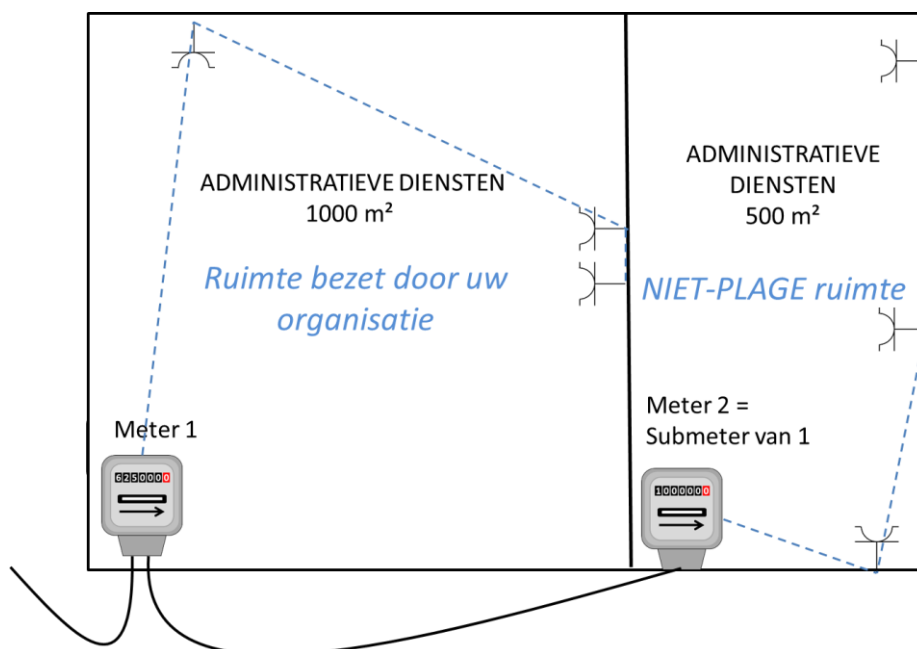 ADMINISTRATIEVE DIENSTEN
1000 m²
Ruimte bezet door uw
organisatie
ADMINISTRATIEVE
DIENSTEN
500 m²
NIET-PLAGE ruimte
Meter 1
6250000
Meter 2 =
Submeter van 1
1000000